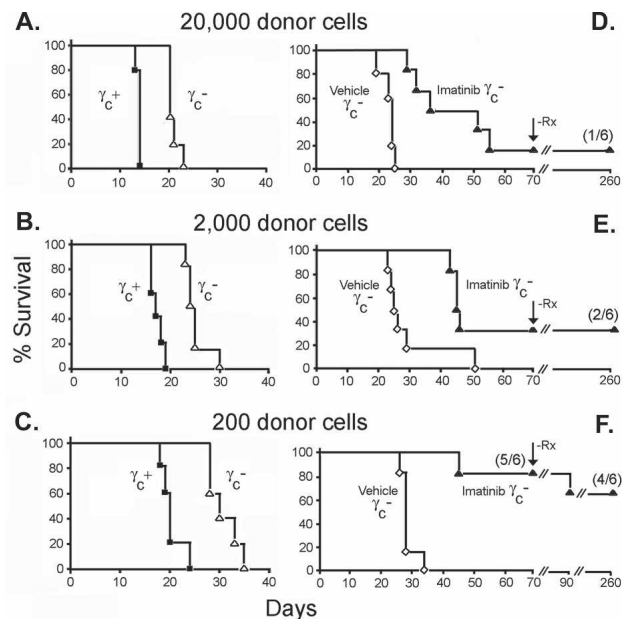 A. 20,000 donor cells D.
100
80
60
40
20
0
γC+
γC-
0 10 20 30 40
100
80
60
40
20
0
Vehicle
γC-
Imatinib γC-
-Rx
(1/6)
0 10 20 30 40 50 60 70 260
B. 2,000 donor cells E.
% Survival
100
80
60
40
20
0
γC+
γC-
0 10 20 30 40
100
80
60
40
20
0
Vehicle
γC-
Imatinib γC-
-Rx
(2/6)
0 10 20 30 40 50 60 70 260
C. 200 donor cells F.
100
80
60
40
20
0
γC+
γC-
0 10 20 30 40
100
80
60
40
20
0
Vehicle
γC-
(5/6)
-Rx
Imatinib γC-
(4/6)
0 10 20 30 40 50 60 70 90 260
Days